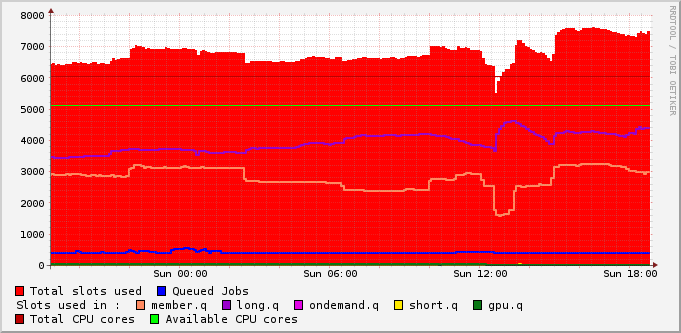 8000
7000
6000
5000
4000
3000
2000
1000
0
Sun 00:00 Sun 06:00 Sun 12:00 Sun 18:00
RRDTOOL / TOBI OETIKER
Total slots used Queued Jobs
Slots used in : member.q long.q ondemand.q short.q gpu.q
Total CPU cores Available CPU cores